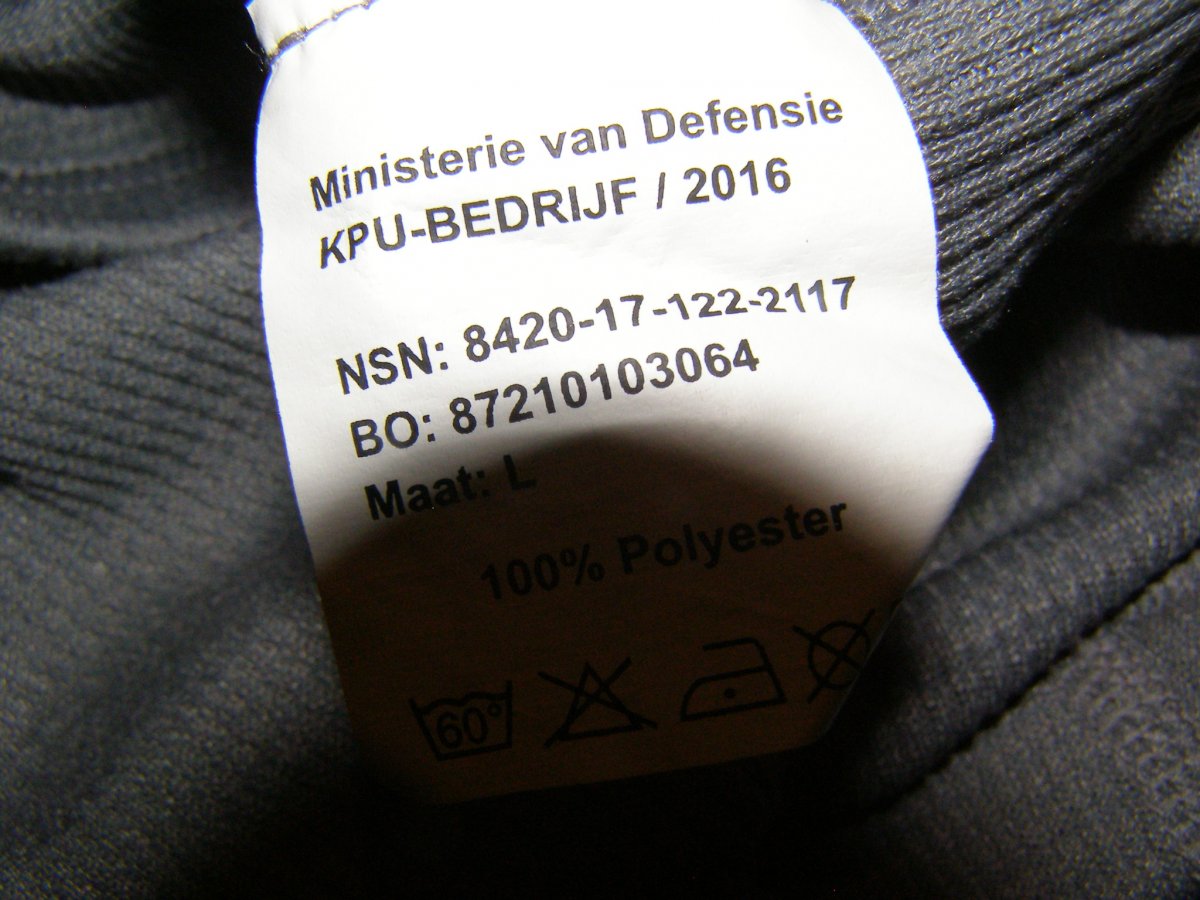 Ministerie van Defensie
KPU-BEDRIJF / 2016
NSN: 8420-17-122-2117
BO: 87210103064
Maat: L
100% Polyester
60°